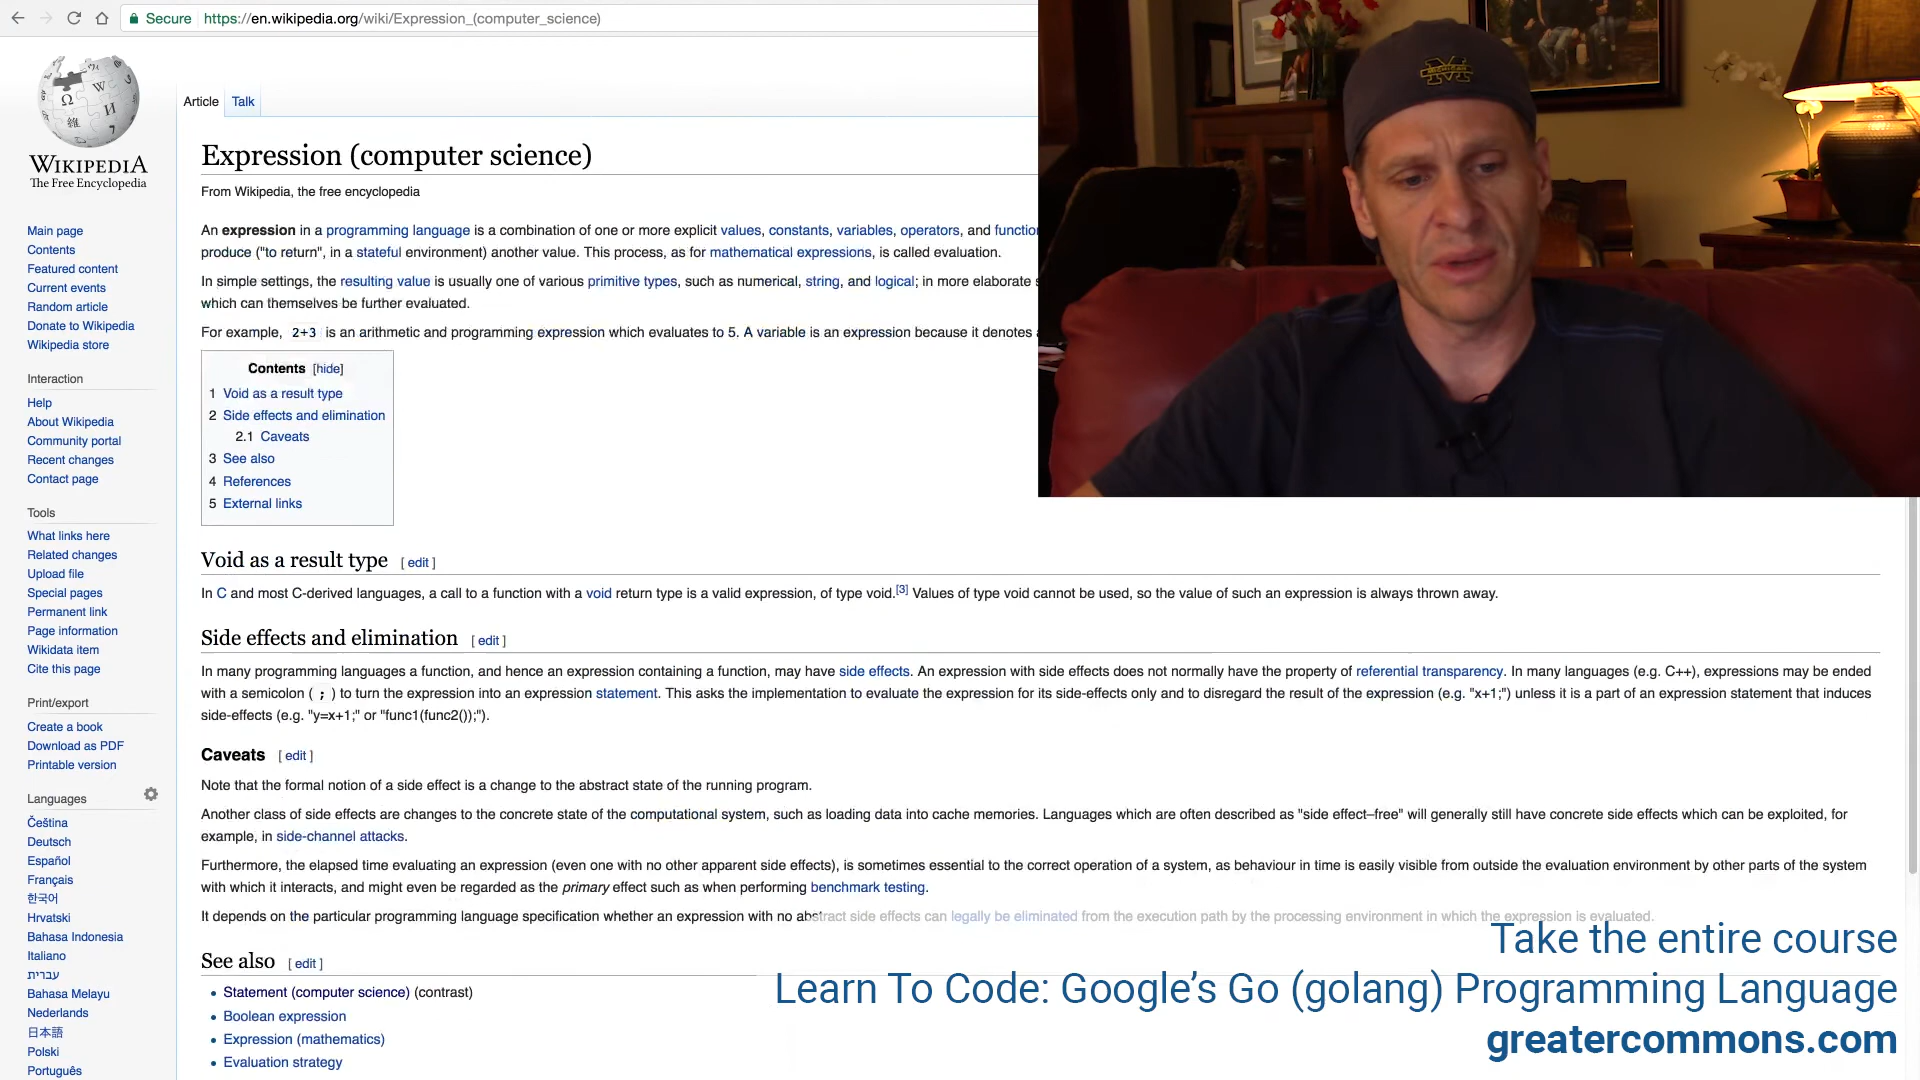 Secure https://en.wikipedia.org/wiki/Expression_(computer_science)
WIKIPEDIA
The Free Encyclopedia
Main page
Contents
Featured content
Current events
Random article
Donate to Wikipedia
Wikipedia store
Interaction
Help
About Wikipedia
Community portal
Recent changes
Contact page
Tools
What links here
Related changes
Upload file
Special pages
Permanent link
Page information
Wikidata item
Cite this page
Print/export
Create a book
Download as PDF
Printable version
Languages
Čeština
Deutsch
Español
Français
한국어
Hrvatski
Bahasa Indonesia
Italiano
עברית
Bahasa Melayu
Nederlands
日本語
Polski
Português
Article Talk
Expression (computer science)
From Wikipedia, the free encyclopedia
An expression in a programming language is a combination of one or more explicit values, constants, variables, operators, and
produce ("to return", in a stateful environment) another value. This process, as for mathematical expressions, is called evaluation.
In simple settings, the resulting value is usually one of various primitive types, such as numerical, string, and logical; in more elaborate
which can themselves be further evaluated.
For example, 2+3 is an arithmetic and programming expression which evaluates to 5. A variable is an expression because it denotes
Contents [hide]
1 Void as a result type
2 Side effects and elimination
2.1 Caveats
3 See also
4 References
5 External links
Void as a result type [ edit ]
In C and most C-derived languages, a call to a function with a void return type is a valid expression, of type void.[3] Values of type void cannot be used, so the value of such an expression is always thrown away.
Side effects and elimination [ edit ]
In many programming languages a function, and hence an expression containing a function, may have side effects. An expression with side effects does not normally have the property of referential transparency. In many languages (e.g. C++), expressions may be ended
with a semicolon ( ; ) to turn the expression into an expression statement. This asks the implementation to evaluate the expression for its side-effects only and to disregard the result of the expression (e.g. "x+1;") unless it is a part of an expression statement that induces
side-effects (e.g. "y=x+1;" or "func1(func2());").
Caveats [ edit ]
Note that the formal notion of a side effect is a change to the abstract state of the running program.
Another class of side effects are changes to the concrete state of the computational system, such as loading data into cache memories. Languages which are often described as "side effect–free" will generally still have concrete side effects which can be exploited, for
example, in side-channel attacks.
Furthermore, the elapsed time evaluating an expression (even one with no other apparent side effects), is sometimes essential to the correct operation of a system, as behaviour in time is easily visible from outside the evaluation environment by other parts of the system
with which it interacts, and might even be regarded as the primary effect such as when performing benchmark testing.
It depends on the particular programming language specification whether an expression with no abstract side effects can legally be eliminated from the execution path by the processing environment in which the expression is evaluated.
See also [ edit ]
• Statement (computer science) (contrast)
• Boolean expression
• Expression (mathematics)
• Evaluation strategy
Take the entire course
Learn To Code: Google’s Go (golang) Programming Language
greatercommons.com